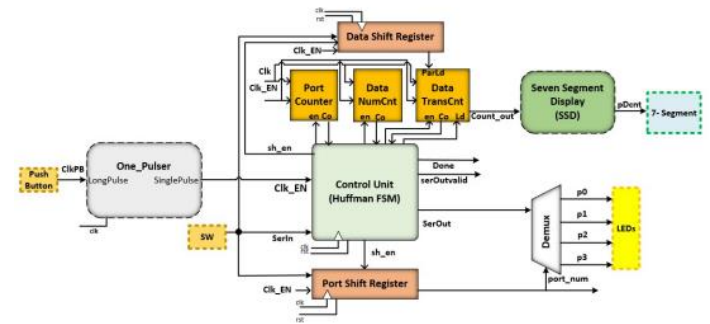 clk
rst
Data Shift Register
Clk_EN
Clk
Clk_EN
Port
Counter
en Co
Data
NumCnt
en Co
ParLd
Data
TransCnt
en Co Ld
Count_out
Seven Segment
Display
(SSD)
pDcnt
7- Segment
sh_en
One_Pulser
Push
Button
ClkPB
LongPulse
SinglePulse
clk
Clk_EN
Control Unit
(Huffman FSM)
Done
serOutvalid
SerOut
SW
SerIn
clk
rst
sh_en
Demux
p0
p1
p2
p3
LEDs
port_num
Clk_EN
Port Shift Register
clk
rst